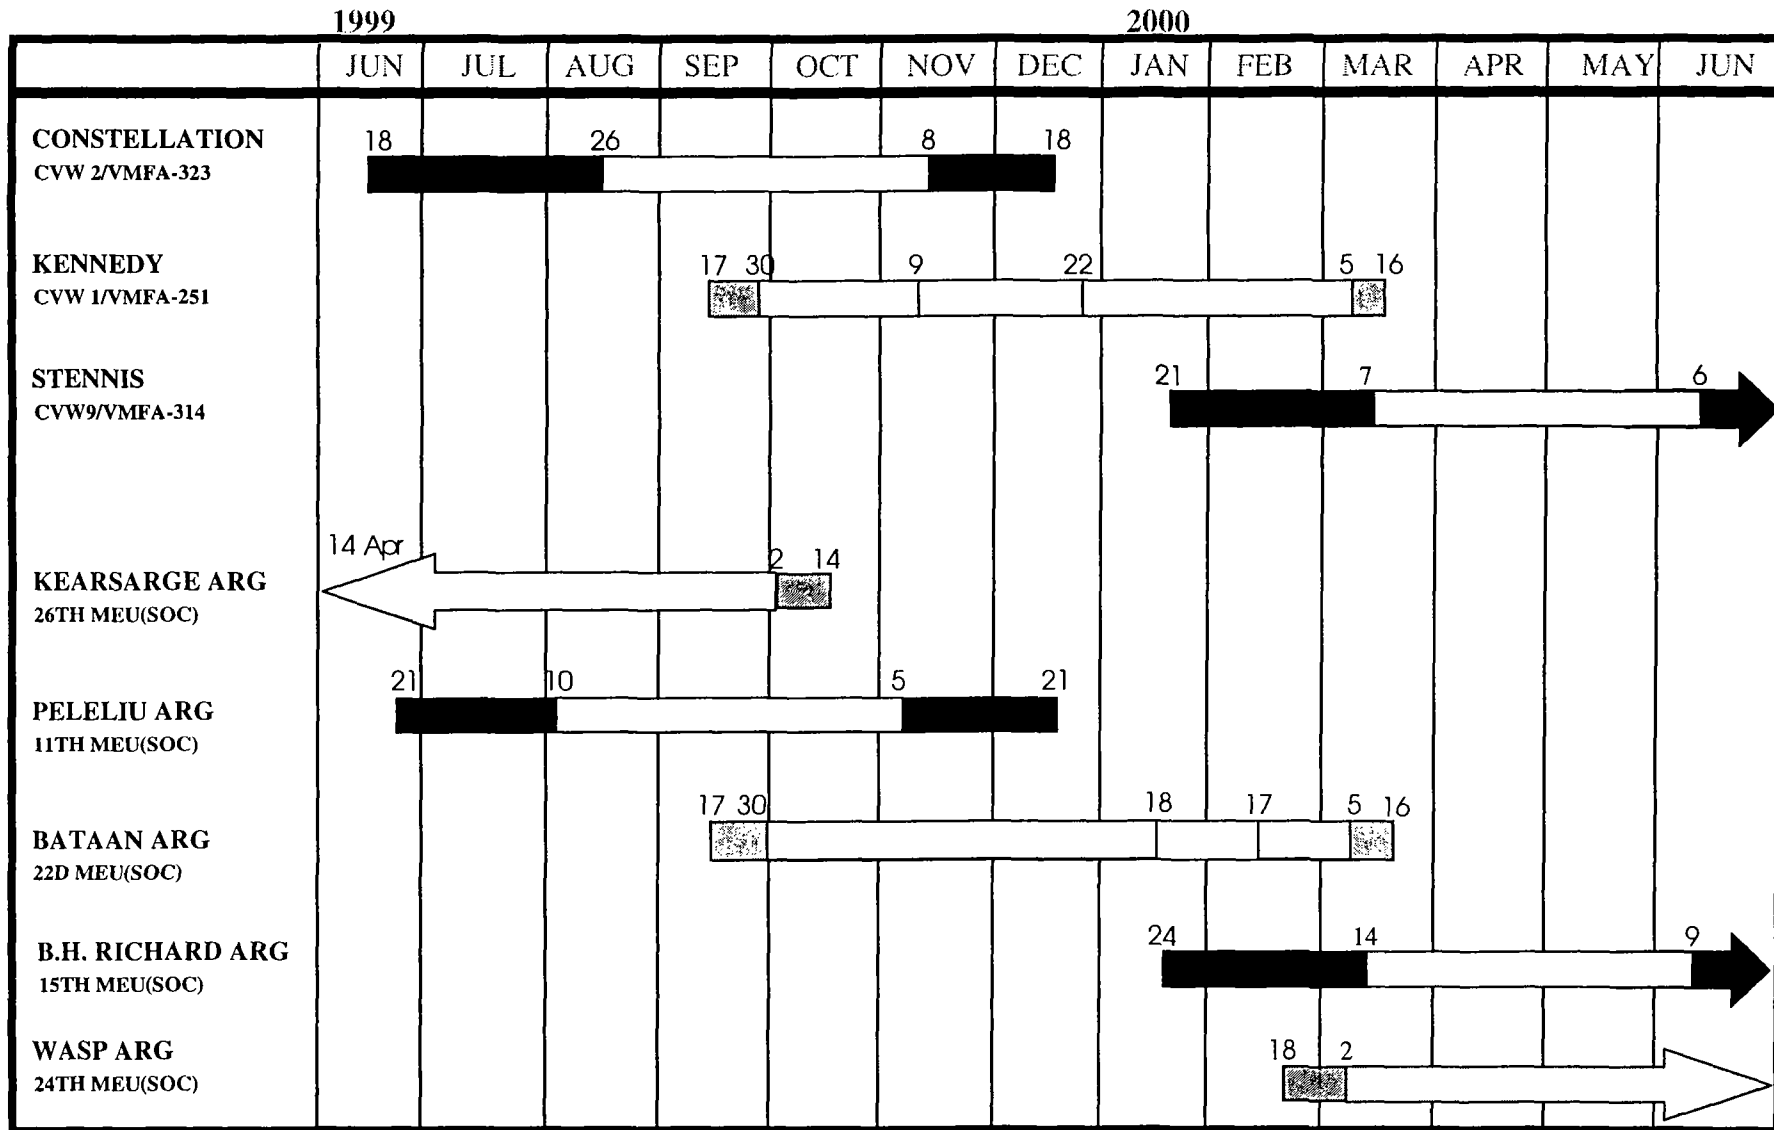 1999 2000
JUN JUL AUG SEP OCT NOV DEC JAN FEB MAR APR MAY JUN
CONSTELLATION
18 26 8 18
CVW 2/VMFA-323
KENNEDY
17 30 9 22 5 16
CVW 1/VMFA-251
STENNIS
21 7 6
CVW9/VMFA-314
14 Apr
2 14
KEARSARGE ARG
26TH MEU(SOC)
21 10 5 21
PELELIU ARG
11TH MEU(SOC)
17 30 18 17 5 16
BATAAN ARG
22D MEU(SOC)
24 14 9
B.H. RICHARD ARG
15TH MEU(SOC)
WASP ARG
18 2
24TH MEU(SOC)